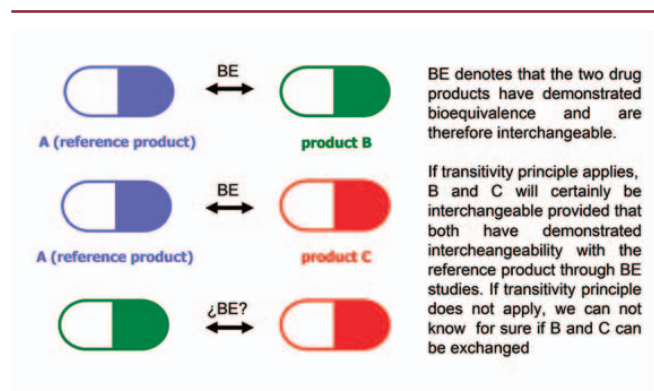 BE
A (reference product)
product B
BE
A (reference product)
product C
¿BE?
BE denotes that the two drug
products have demonstrated
bioequivalence and are
therefore interchangeable.
If transitivity principle applies,
B and C will certainly be
interchangeable provided that
both have demonstrated
intercheangeability with the
reference product through BE
studies. If transitivity principle
does not apply, we can not
know for sure if B and C can
be exchanged